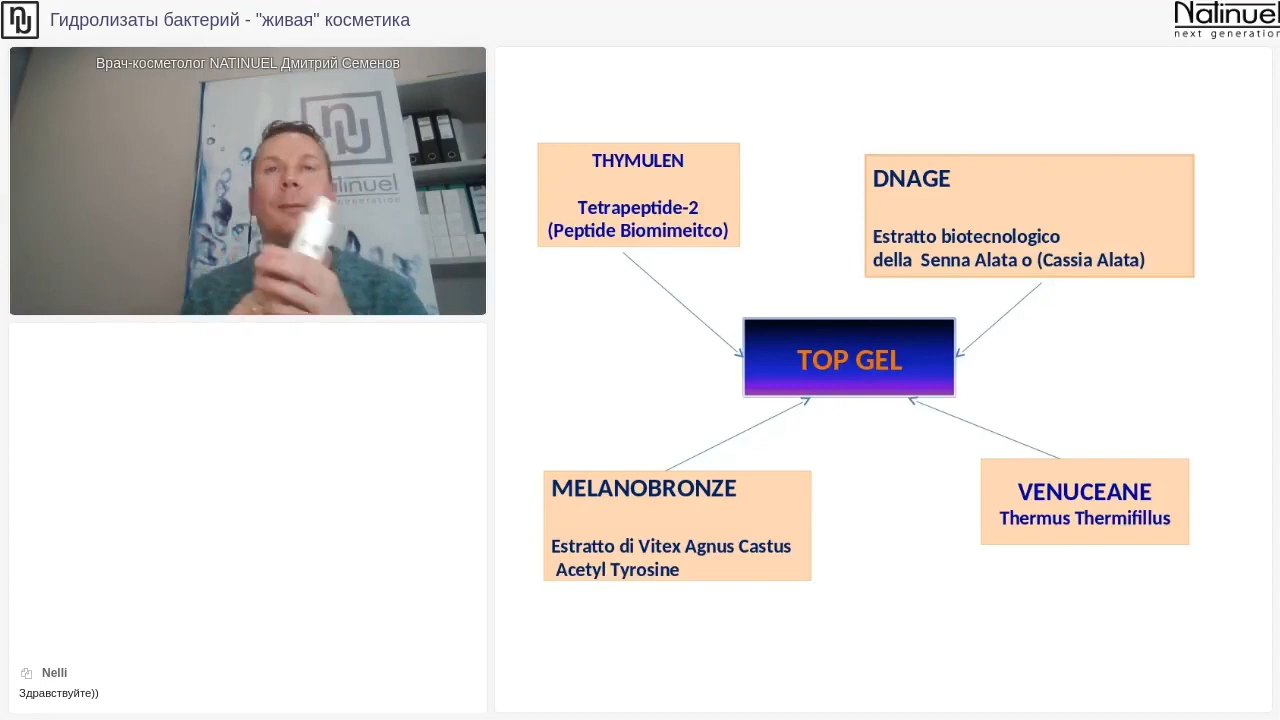 Гидролизаты бактерий - "живая" косметика
Natinuel
next generation
Врач-косметолог NATINUEL Дмитрий Семенов
THYMULEN
Tetrapeptide-2
(Peptide Biomimeitco)
DNAGE
Estratto biotecnologico
della Senna Alata o (Cassia Alata)
TOP GEL
MELANOBRONZE
Estratto di Vitex Agnus Castus
Acetyl Tyrosine
VENUCEANE
Thermus Thermifillus
Nelli
Здравствуйте))